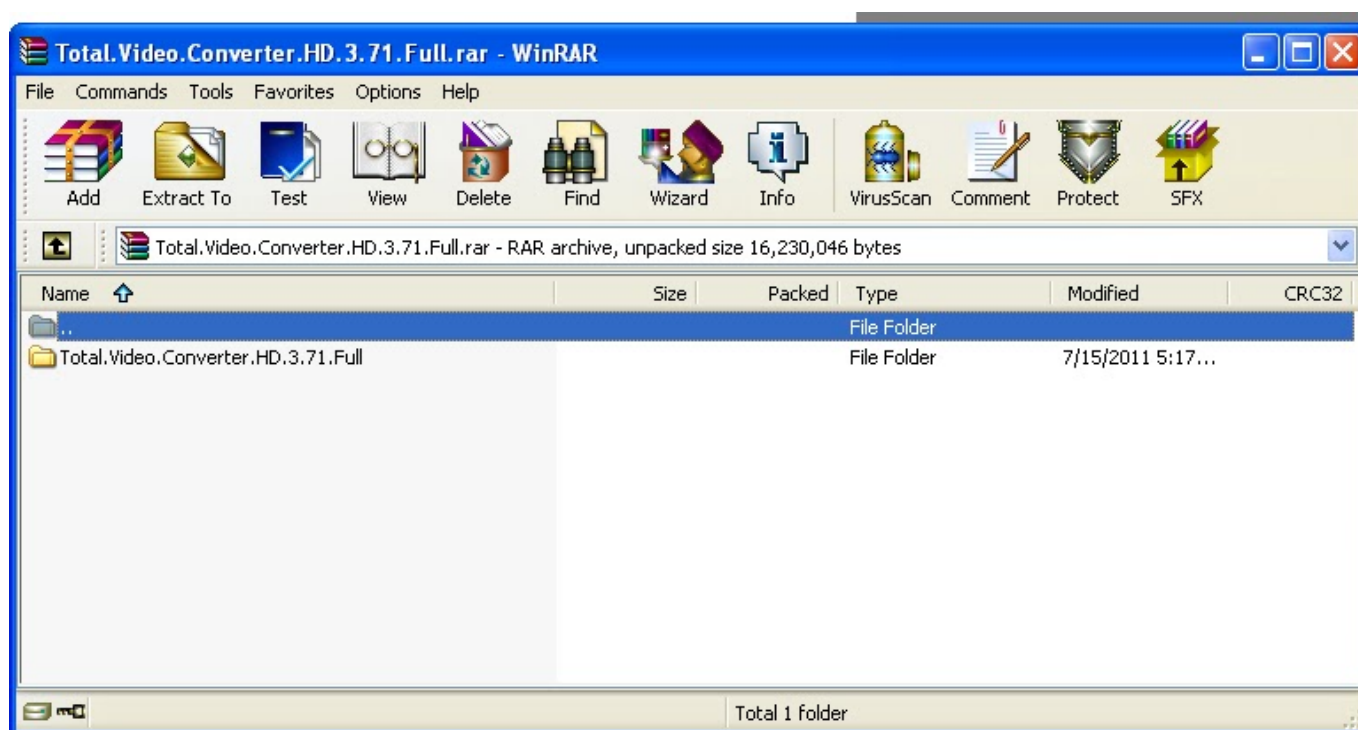 Total.Video.Converter.HD.3.71.Full.rar - WinRAR
File Commands Tools Favorites Options Help
Add Extract To Test View Delete Find Wizard Info VirusScan Comment Protect SFX
Total.Video.Converter.HD.3.71.Full.rar - RAR archive, unpacked size 16,230,046 bytes
Name Size Packed Type Modified CRC32
.. File Folder
Total.Video.Converter.HD.3.71.Full File Folder 7/15/2011 5:17...
Total 1 folder